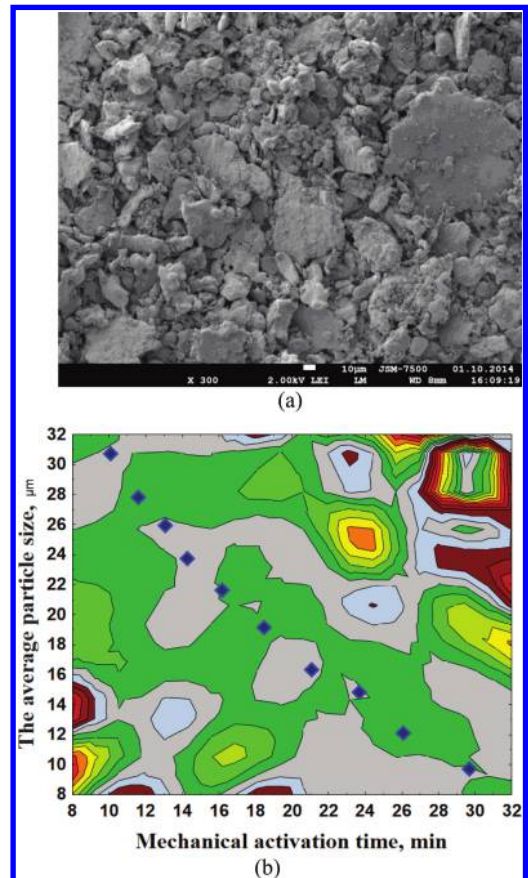 10µm JSM-7500 01.10.2014
X 300 2.00kV LEI LM WD 8mm 16:09:19
(a)
32
30
28
26
24
22
20
18
16
14
12
10
8
The average particle size, µm
8 10 12 14 16 18 20 22 24 26 28 30 32
Mechanical activation time, min
(b)